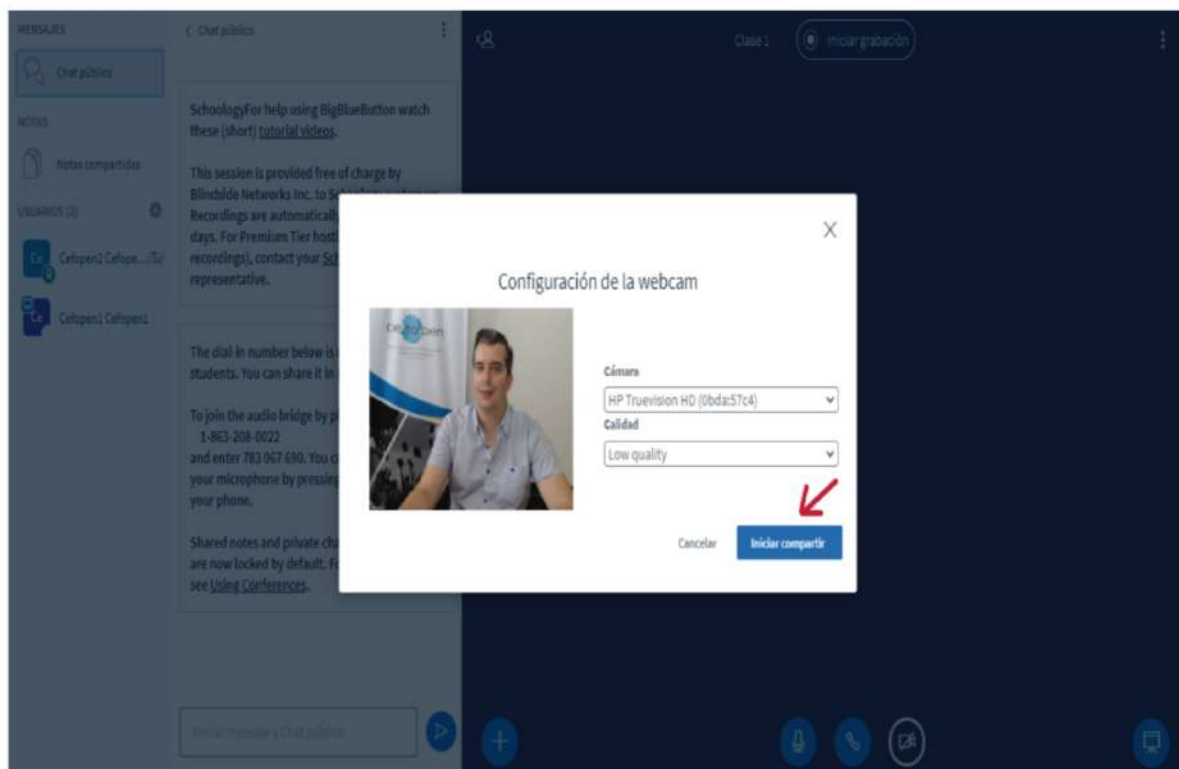 MENSAJES
Chat público
NOTAS
Notas compartidas
USUARIOS (2)
Ce
Cefopen2 Cefope...(Tú)
Ce
Cefopen1 Cefopen1
Chat público
SchoologyFor help using BigBlueButton watch
these (short) tutorial videos.
This session is provided free of charge by
Blindside Networks Inc. to
Recordings are automatically
days. For Premium Tier
recordings), contact your
representative.
The dial-in number below is
students. You can share it in
To join the audio bridge by
1-863-208-0022
and enter 783 067 690. You
your microphone by pressing
your phone.
Shared notes and private
are now locked by default.
see Using Conferences.
Enviar mensaje a Chat público
Clase 1
Iniciar grabación
X
Configuración de la webcam
Cámara
HP Truevision HD (0bda:57c4)
Calidad
Low quality
Cancelar
Iniciar compartir